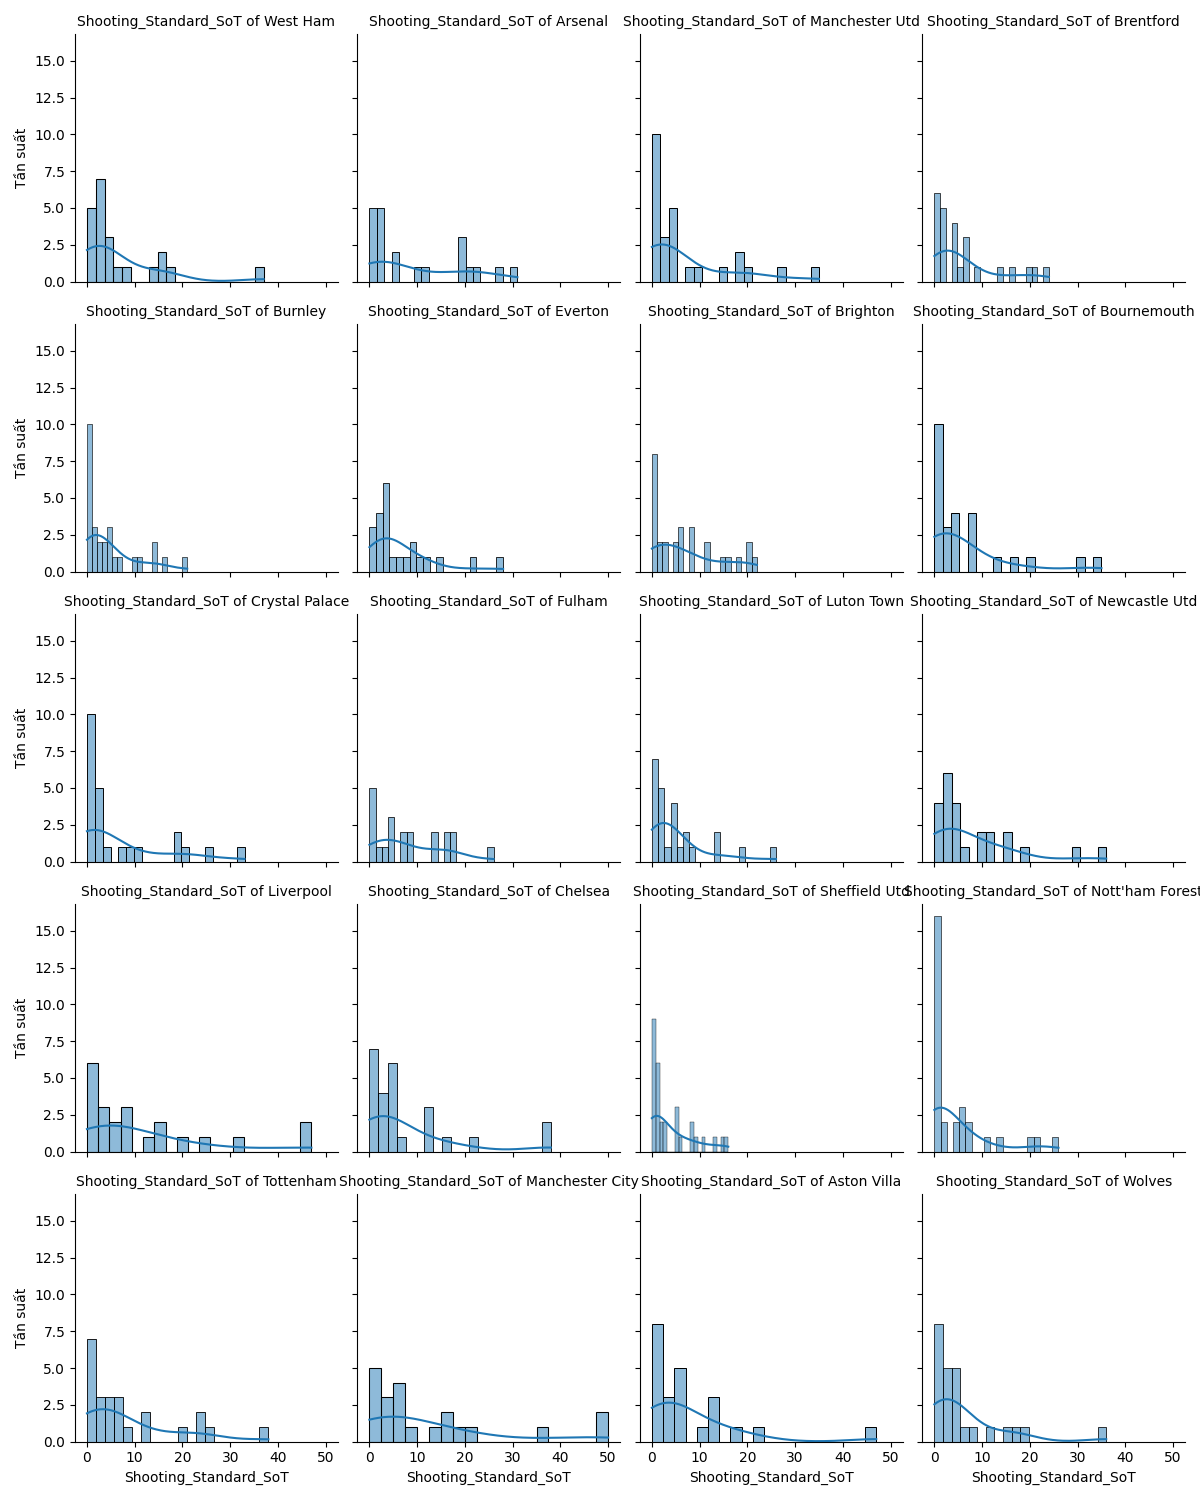 Shooting_Standard_SoT of West Ham
Shooting_Standard_SoT of Arsenal
Shooting_Standard_SoT of Manchester Utd
Shooting_Standard_SoT of Brentford
15.0
12.5
10.0
7.5
5.0
2.5
0.0
Tần suất
Shooting_Standard_SoT of Burnley
Shooting_Standard_SoT of Everton
Shooting_Standard_SoT of Brighton
Shooting_Standard_SoT of Bournemouth
15.0
12.5
10.0
7.5
5.0
2.5
0.0
Tần suất
Shooting_Standard_SoT of Crystal Palace
Shooting_Standard_SoT of Fulham
Shooting_Standard_SoT of Luton Town
Shooting_Standard_SoT of Newcastle Utd
15.0
12.5
10.0
7.5
5.0
2.5
0.0
Tần suất
Shooting_Standard_SoT of Liverpool
Shooting_Standard_SoT of Chelsea
Shooting_Standard_SoT of Sheffield Utd
Shooting_Standard_SoT of Nott'ham Forest
15.0
12.5
10.0
7.5
5.0
2.5
0.0
Tần suất
Shooting_Standard_SoT of Tottenham
Shooting_Standard_SoT of Manchester City
Shooting_Standard_SoT of Aston Villa
Shooting_Standard_SoT of Wolves
15.0
12.5
10.0
7.5
5.0
2.5
0.0
Tần suất
0 10 20 30 40 50
0 10 20 30 40 50
0 10 20 30 40 50
0 10 20 30 40 50
Shooting_Standard_SoT
Shooting_Standard_SoT
Shooting_Standard_SoT
Shooting_Standard_SoT